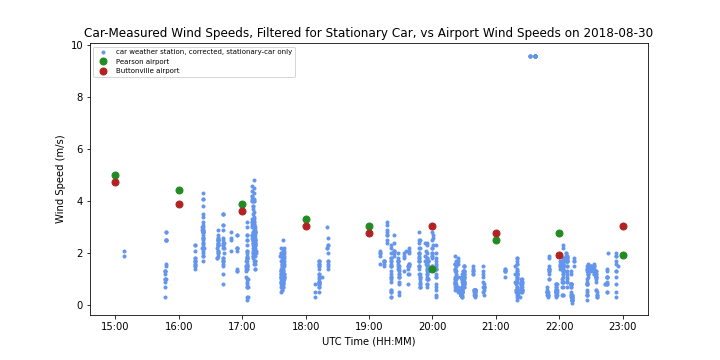 Car-Measured Wind Speeds, Filtered for Stationary Car, vs Airport Wind Speeds on 2018-08-30
car weather station, corrected, stationary-car only
Pearson airport
Buttonville airport
10
8
6
4
2
0
Wind Speed (m/s)
15:00 16:00 17:00 18:00 19:00 20:00 21:00 22:00 23:00
UTC Time (HH:MM)